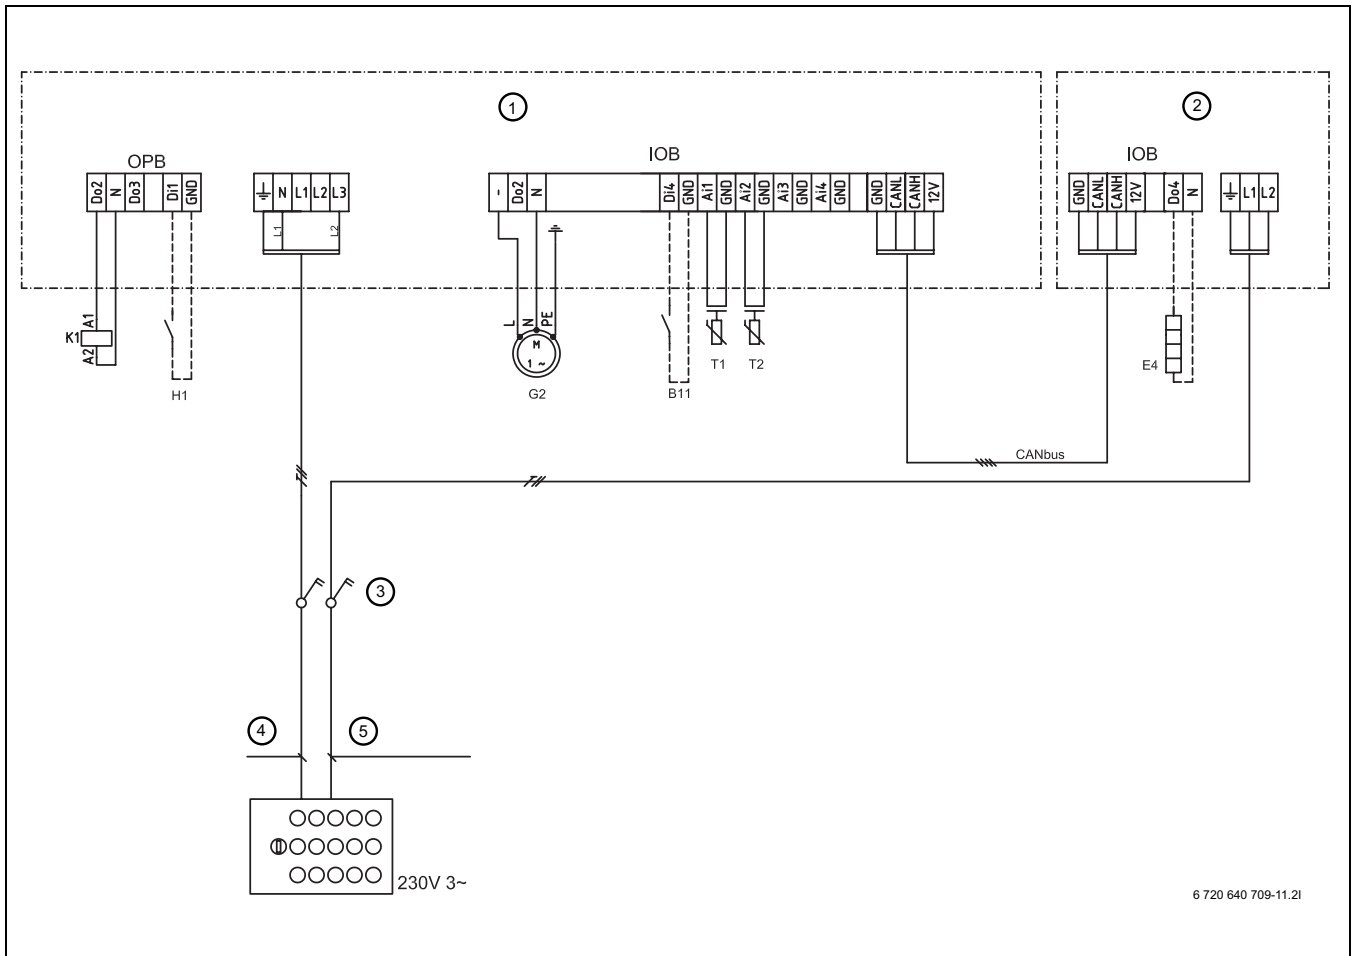 1
2
OPB
IOB
IOB
Do2 N Do3 Di1 GND
N L1 L2 L3
- Do2 N
Di4 GND Ai1 GND Ai2 GND Ai3 GND Ai4 GND
GND CANL CANH 12V
GND CANL CANH 12V
Do4 N
L1 L2
L1
L2
K1
A1
A2
H1
L N PE
M
1 ~
G2
B11
T1
T2
E4
CANbus
3
4
5
230V 3~
6 720 640 709-11.2I